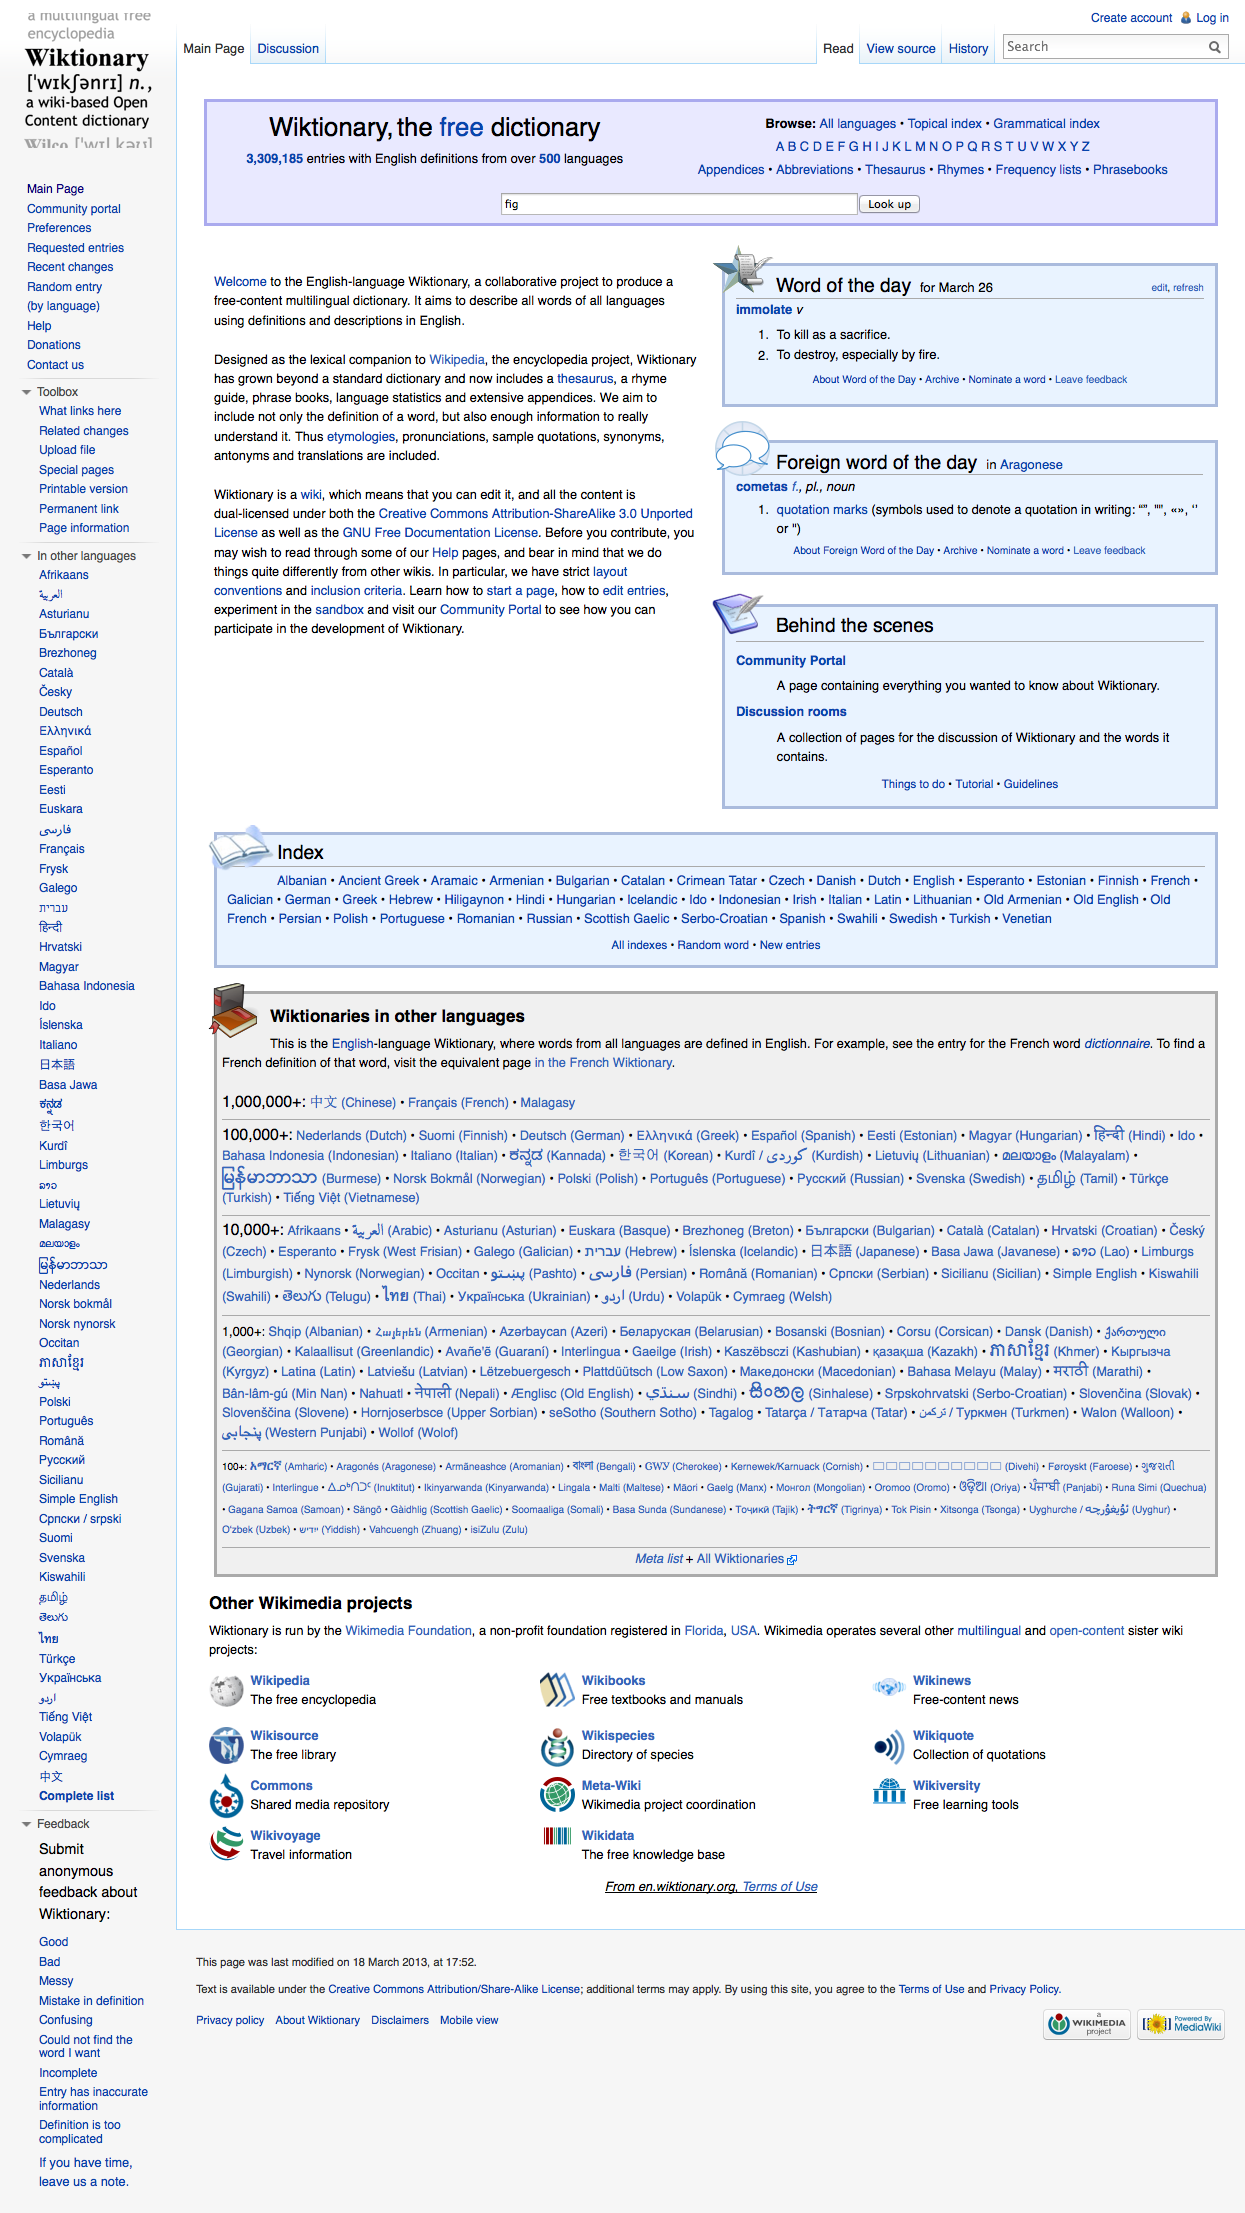 a multilingual free
encyclopedia
Wiktionary
['wɪkʃənrɪ] n.,
a wiki-based Open
Content dictionary
Wilco ['wɪl kəʊ]
Create account Log in
Main Page Discussion Read View source History Search
Wiktionary, the free dictionary
3,309,185 entries with English definitions from over 500 languages
Browse: All languages • Topical index • Grammatical index
A B C D E F G H I J K L M N O P Q R S T U V W X Y Z
Appendices • Abbreviations • Thesaurus • Rhymes • Frequency lists • Phrasebooks
fig Look up
Main Page
Community portal
Preferences
Requested entries
Recent changes
Random entry
(by language)
Help
Donations
Contact us
Toolbox
What links here
Related changes
Upload file
Special pages
Printable version
Permanent link
Page information
In other languages
Afrikaans
العربية
Asturianu
Български
Brezhoneg
Català
Česky
Deutsch
Ελληνικά
Español
Esperanto
Eesti
Euskara
فارسی
Français
Frysk
Galego
עברית
हिन्दी
Hrvatski
Magyar
Bahasa Indonesia
Ido
Íslenska
Italiano
日本語
Basa Jawa
ಕನ್ನಡ
한국어
Kurdî
Limburgs
ລາວ
Lietuvių
Malagasy
മലയാളം
မြန်မာဘာသာ
Nederlands
Norsk bokmål
Norsk nynorsk
Occitan
ភាសាខ្មែរ
پښتو
Polski
Português
Română
Русский
Sicilianu
Simple English
Српски / srpski
Suomi
Svenska
Kiswahili
தமிழ்
తెలుగు
ไทย
Türkçe
Українська
اردو
Tiếng Việt
Volapük
Cymraeg
中文
Complete list
Feedback
Submit
anonymous
feedback about
Wiktionary:
Good
Bad
Messy
Mistake in definition
Confusing
Could not find the
word I want
Incomplete
Entry has inaccurate
information
Definition is too
complicated
If you have time,
leave us a note.
Welcome to the English-language Wiktionary, a collaborative project to produce a
free-content multilingual dictionary. It aims to describe all words of all languages
using definitions and descriptions in English.
Designed as the lexical companion to Wikipedia, the encyclopedia project, Wiktionary
has grown beyond a standard dictionary and now includes a thesaurus, a rhyme
guide, phrase books, language statistics and extensive appendices. We aim to
include not only the definition of a word, but also enough information to really
understand it. Thus etymologies, pronunciations, sample quotations, synonyms,
antonyms and translations are included.
Wiktionary is a wiki, which means that you can edit it, and all the content is
dual-licensed under both the Creative Commons Attribution-ShareAlike 3.0 Unported
License as well as the GNU Free Documentation License. Before you contribute, you
may wish to read through some of our Help pages, and bear in mind that we do
things quite differently from other wikis. In particular, we have strict layout
conventions and inclusion criteria. Learn how to start a page, how to edit entries,
experiment in the sandbox and visit our Community Portal to see how you can
participate in the development of Wiktionary.
Word of the day for March 26 edit, refresh
immolate v
1. To kill as a sacrifice.
2. To destroy, especially by fire.
About Word of the Day • Archive • Nominate a word • Leave feedback
Foreign word of the day in Aragonese
cometas f., pl., noun
1. quotation marks (symbols used to denote a quotation in writing: “”, "", «», ‘’
or '')
About Foreign Word of the Day • Archive • Nominate a word • Leave feedback
Behind the scenes
Community Portal
A page containing everything you wanted to know about Wiktionary.
Discussion rooms
A collection of pages for the discussion of Wiktionary and the words it
contains.
Things to do • Tutorial • Guidelines
Index
Albanian • Ancient Greek • Aramaic • Armenian • Bulgarian • Catalan • Crimean Tatar • Czech • Danish • Dutch • English • Esperanto • Estonian • Finnish • French •
Galician • German • Greek • Hebrew • Hiligaynon • Hindi • Hungarian • Icelandic • Ido • Indonesian • Irish • Italian • Latin • Lithuanian • Old Armenian • Old English • Old
French • Persian • Polish • Portuguese • Romanian • Russian • Scottish Gaelic • Serbo-Croatian • Spanish • Swahili • Swedish • Turkish • Venetian
All indexes • Random word • New entries
Wiktionaries in other languages
This is the English-language Wiktionary, where words from all languages are defined in English. For example, see the entry for the French word dictionnaire. To find a
French definition of that word, visit the equivalent page in the French Wiktionary.
1,000,000+: 中文 (Chinese) • Français (French) • Malagasy
100,000+: Nederlands (Dutch) • Suomi (Finnish) • Deutsch (German) • Ελληνικά (Greek) • Español (Spanish) • Eesti (Estonian) • Magyar (Hungarian) • हिन्दी (Hindi) • Ido •
Bahasa Indonesia (Indonesian) • Italiano (Italian) • ಕನ್ನಡ (Kannada) • 한국어 (Korean) • Kurdî / كوردی (Kurdish) • Lietuvių (Lithuanian) • മലയാളം (Malayalam) •
မြန်မာဘာသာ (Burmese) • Norsk Bokmål (Norwegian) • Polski (Polish) • Português (Portuguese) • Русский (Russian) • Svenska (Swedish) • தமிழ் (Tamil) • Türkçe
(Turkish) • Tiếng Việt (Vietnamese)
10,000+: Afrikaans • العربية (Arabic) • Asturianu (Asturian) • Euskara (Basque) • Brezhoneg (Breton) • Български (Bulgarian) • Català (Catalan) • Hrvatski (Croatian) • Český
(Czech) • Esperanto • Frysk (West Frisian) • Galego (Galician) • עברית (Hebrew) • Íslenska (Icelandic) • 日本語 (Japanese) • Basa Jawa (Javanese) • ລາວ (Lao) • Limburgs
(Limburgish) • Nynorsk (Norwegian) • Occitan • پښتو (Pashto) • فارسی (Persian) • Română (Romanian) • Српски (Serbian) • Sicilianu (Sicilian) • Simple English • Kiswahili
(Swahili) • తెలుగు (Telugu) • ไทย (Thai) • Українська (Ukrainian) • اردو (Urdu) • Volapük • Cymraeg (Welsh)
1,000+: Shqip (Albanian) • Հայերեն (Armenian) • Azərbaycan (Azeri) • Беларуская (Belarusian) • Bosanski (Bosnian) • Corsu (Corsican) • Dansk (Danish) • ქართული
(Georgian) • Kalaallisut (Greenlandic) • Avañe'ẽ (Guaraní) • Interlingua • Gaeilge (Irish) • Kaszëbsczi (Kashubian) • қазақша (Kazakh) • ភាសាខ្មែរ (Khmer) • Кыргызча
(Kyrgyz) • Latina (Latin) • Latviešu (Latvian) • Lëtzebuergesch • Plattdüütsch (Low Saxon) • Македонски (Macedonian) • Bahasa Melayu (Malay) • मराठी (Marathi) •
Bân-lâm-gú (Min Nan) • Nahuatl • नेपाली (Nepali) • Ænglisc (Old English) • سنڌي (Sindhi) • සිංහල (Sinhalese) • Srpskohrvatski (Serbo-Croatian) • Slovenčina (Slovak) •
Slovenščina (Slovene) • Hornjoserbsce (Upper Sorbian) • seSotho (Southern Sotho) • Tagalog • Tatarça / Татарча (Tatar) • تركمن / Туркмен (Turkmen) • Walon (Walloon) •
پنجابی (Western Punjabi) • Wollof (Wolof)
100+: አማርኛ (Amharic) • Aragonés (Aragonese) • Armãneashce (Aromanian) • বাংলা (Bengali) • ᏣᎳᎩ (Cherokee) • Kernewek/Karnuack (Cornish) • (Divehi) • Føroyskt (Faroese) • ગુજરાતી
(Gujarati) • Interlingue • ᐃᓄᒃᑎᑐᑦ (Inuktitut) • Ikinyarwanda (Kinyarwanda) • Lingala • Malti (Maltese) • Māori • Gaelg (Manx) • Монгол (Mongolian) • Oromoo (Oromo) • ଓଡ଼ିଆ (Oriya) • ਪੰਜਾਬੀ (Panjabi) • Runa Simi (Quechua)
• Gagana Samoa (Samoan) • Sängö • Gàidhlig (Scottish Gaelic) • Soomaaliga (Somali) • Basa Sunda (Sundanese) • Тоҷикӣ (Tajik) • ትግርኛ (Tigrinya) • Tok Pisin • Xitsonga (Tsonga) • Uyghurche / ئۇيغۇرچە (Uyghur) •
O'zbek (Uzbek) • ייִדיש (Yiddish) • Vahcuengh (Zhuang) • isiZulu (Zulu)
Meta list + All Wiktionaries
Other Wikimedia projects
Wiktionary is run by the Wikimedia Foundation, a non-profit foundation registered in Florida, USA. Wikimedia operates several other multilingual and open-content sister wiki
projects:
Wikipedia
The free encyclopedia
Wikibooks
Free textbooks and manuals
Wikinews
Free-content news
Wikisource
The free library
Wikispecies
Directory of species
Wikiquote
Collection of quotations
Commons
Shared media repository
Meta-Wiki
Wikimedia project coordination
Wikiversity
Free learning tools
Wikivoyage
Travel information
Wikidata
The free knowledge base
From en.wiktionary.org, Terms of Use
This page was last modified on 18 March 2013, at 17:52.
Text is available under the Creative Commons Attribution/Share-Alike License; additional terms may apply. By using this site, you agree to the Terms of Use and Privacy Policy.
Privacy policy About Wiktionary Disclaimers Mobile view
a
WIKIMEDIA
project
Powered By
MediaWiki